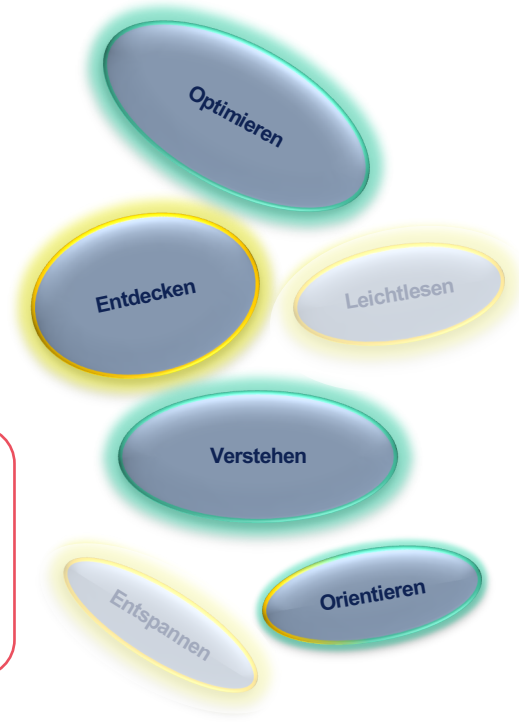 Optimieren
Entdecken
Leichtlesen
Verstehen
Orientieren
Entspannen